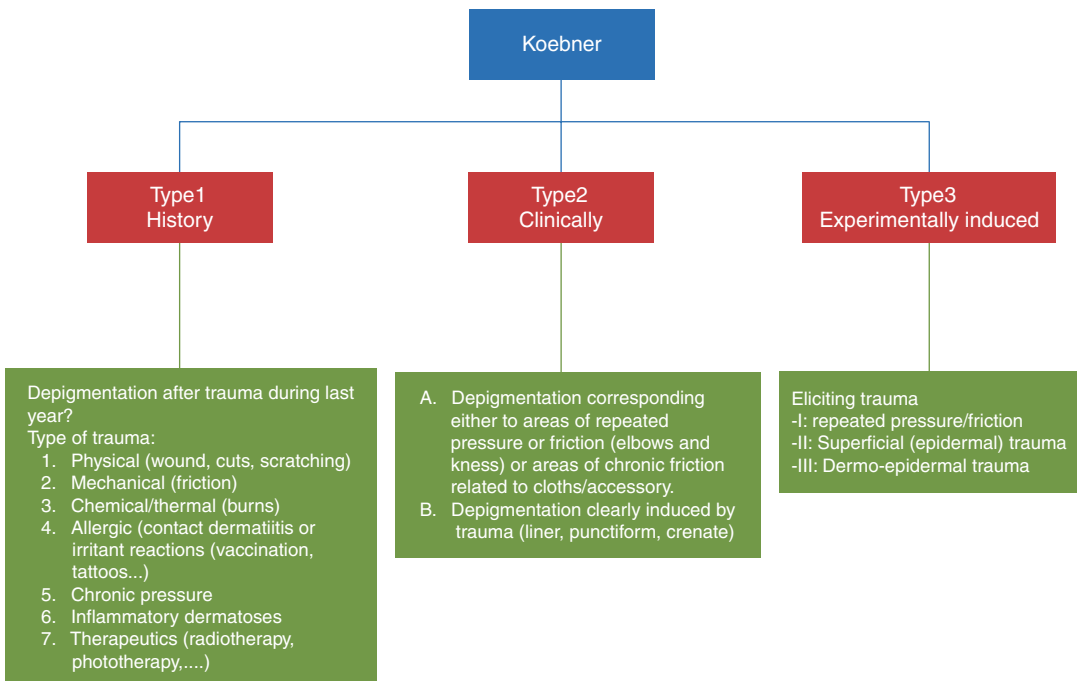 Koebner
Type1
History
Type2
Clinically
Type3
Experimentally induced
Depigmentation after trauma during last
year?
Type of trauma:
1. Physical (wound, cuts, scratching)
2. Mechanical (friction)
3. Chemical/thermal (burns)
4. Allergic (contact dermatiitis or
irritant reactions (vaccination,
tattoos...)
5. Chronic pressure
6. Inflammatory dermatoses
7. Therapeutics (radiotherapy,
phototherapy,....)
A. Depigmentation corresponding
either to areas of repeated
pressure or friction (elbows and
kness) or areas of chronic friction
related to cloths/accessory.
B. Depigmentation clearly induced by
trauma (liner, punctiform, crenate)
Eliciting trauma
-I: repeated pressure/friction
-II: Superficial (epidermal) trauma
-III: Dermo-epidermal trauma